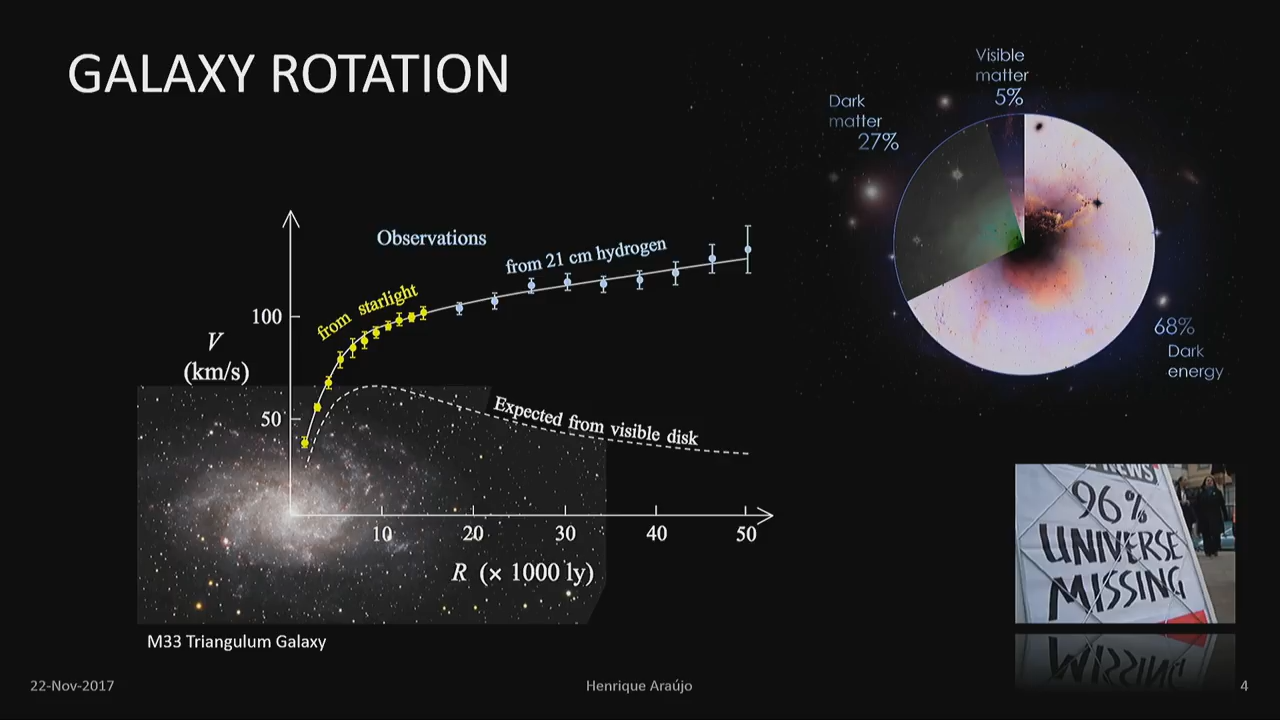 GALAXY ROTATION
Visible
matter
5%
Dark
matter
27%
68%
Dark
energy
Observations
from 21 cm hydrogen
from starlight
100
V
(km/s)
50
Expected from visible disk
10 20 30 40 50
R (× 1000 ly)
M33 Triangulum Galaxy
NEWS
96%
UNIVERSE
MISSING
22-Nov-2017
Henrique Araújo
4